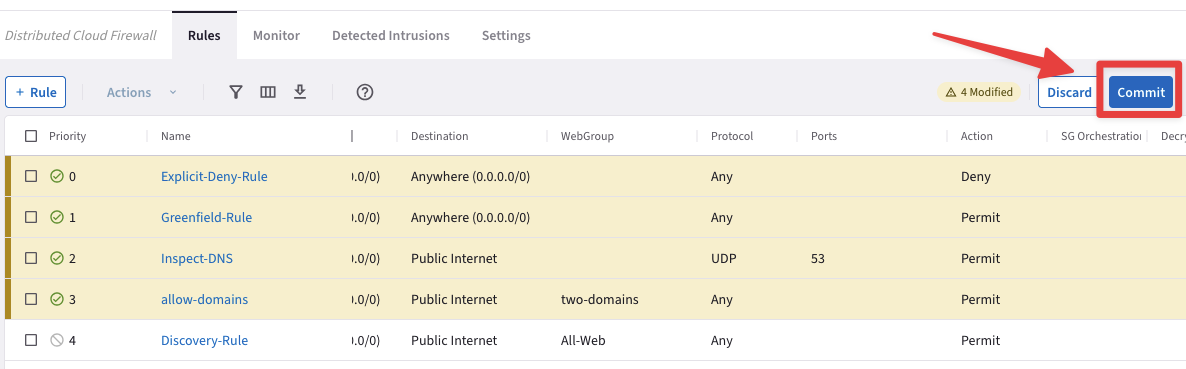 Distributed Cloud Firewall Rules Monitor Detected Intrusions Settings
+ Rule Actions 4 Modified Discard Commit
Priority Name Destination WebGroup Protocol Ports Action SG Orchestration
0 Explicit-Deny-Rule .0/0) Anywhere (0.0.0.0/0) Any Deny
1 Greenfield-Rule .0/0) Anywhere (0.0.0.0/0) Any Permit
2 Inspect-DNS .0/0) Public Internet UDP 53 Permit
3 allow-domains .0/0) Public Internet two-domains Any Permit
4 Discovery-Rule .0/0) Public Internet All-Web Any Permit